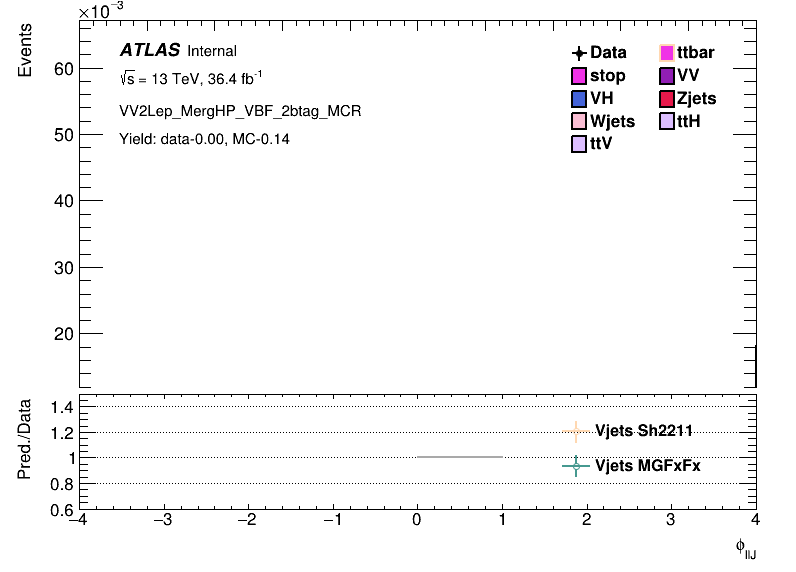 ×10⁻³
Events
ATLAS Internal
√s = 13 TeV, 36.4 fb⁻¹
VV2Lep_MergHP_VBF_2btag_MCR
Yield: data-0.00, MC-0.14
Data ttbar
stop VV
VH Zjets
Wjets ttH
ttV
60
50
40
30
20
Pred./Data
1.4
1.2
1
0.8
0.6
Vjets Sh2211
Vjets MGFxFx
−4 −3 −2 −1 0 1 2 3 4
ϕ_llJ